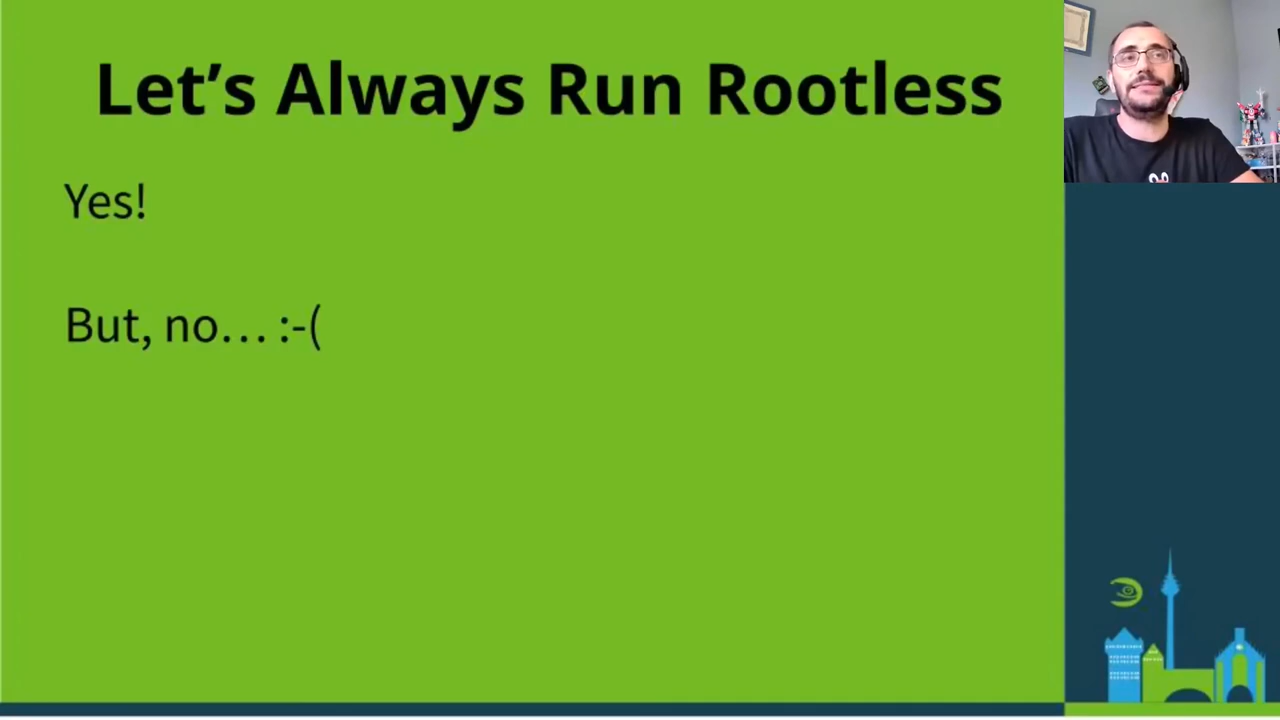 Let’s Always Run Rootless
Yes!
But, no… :-(